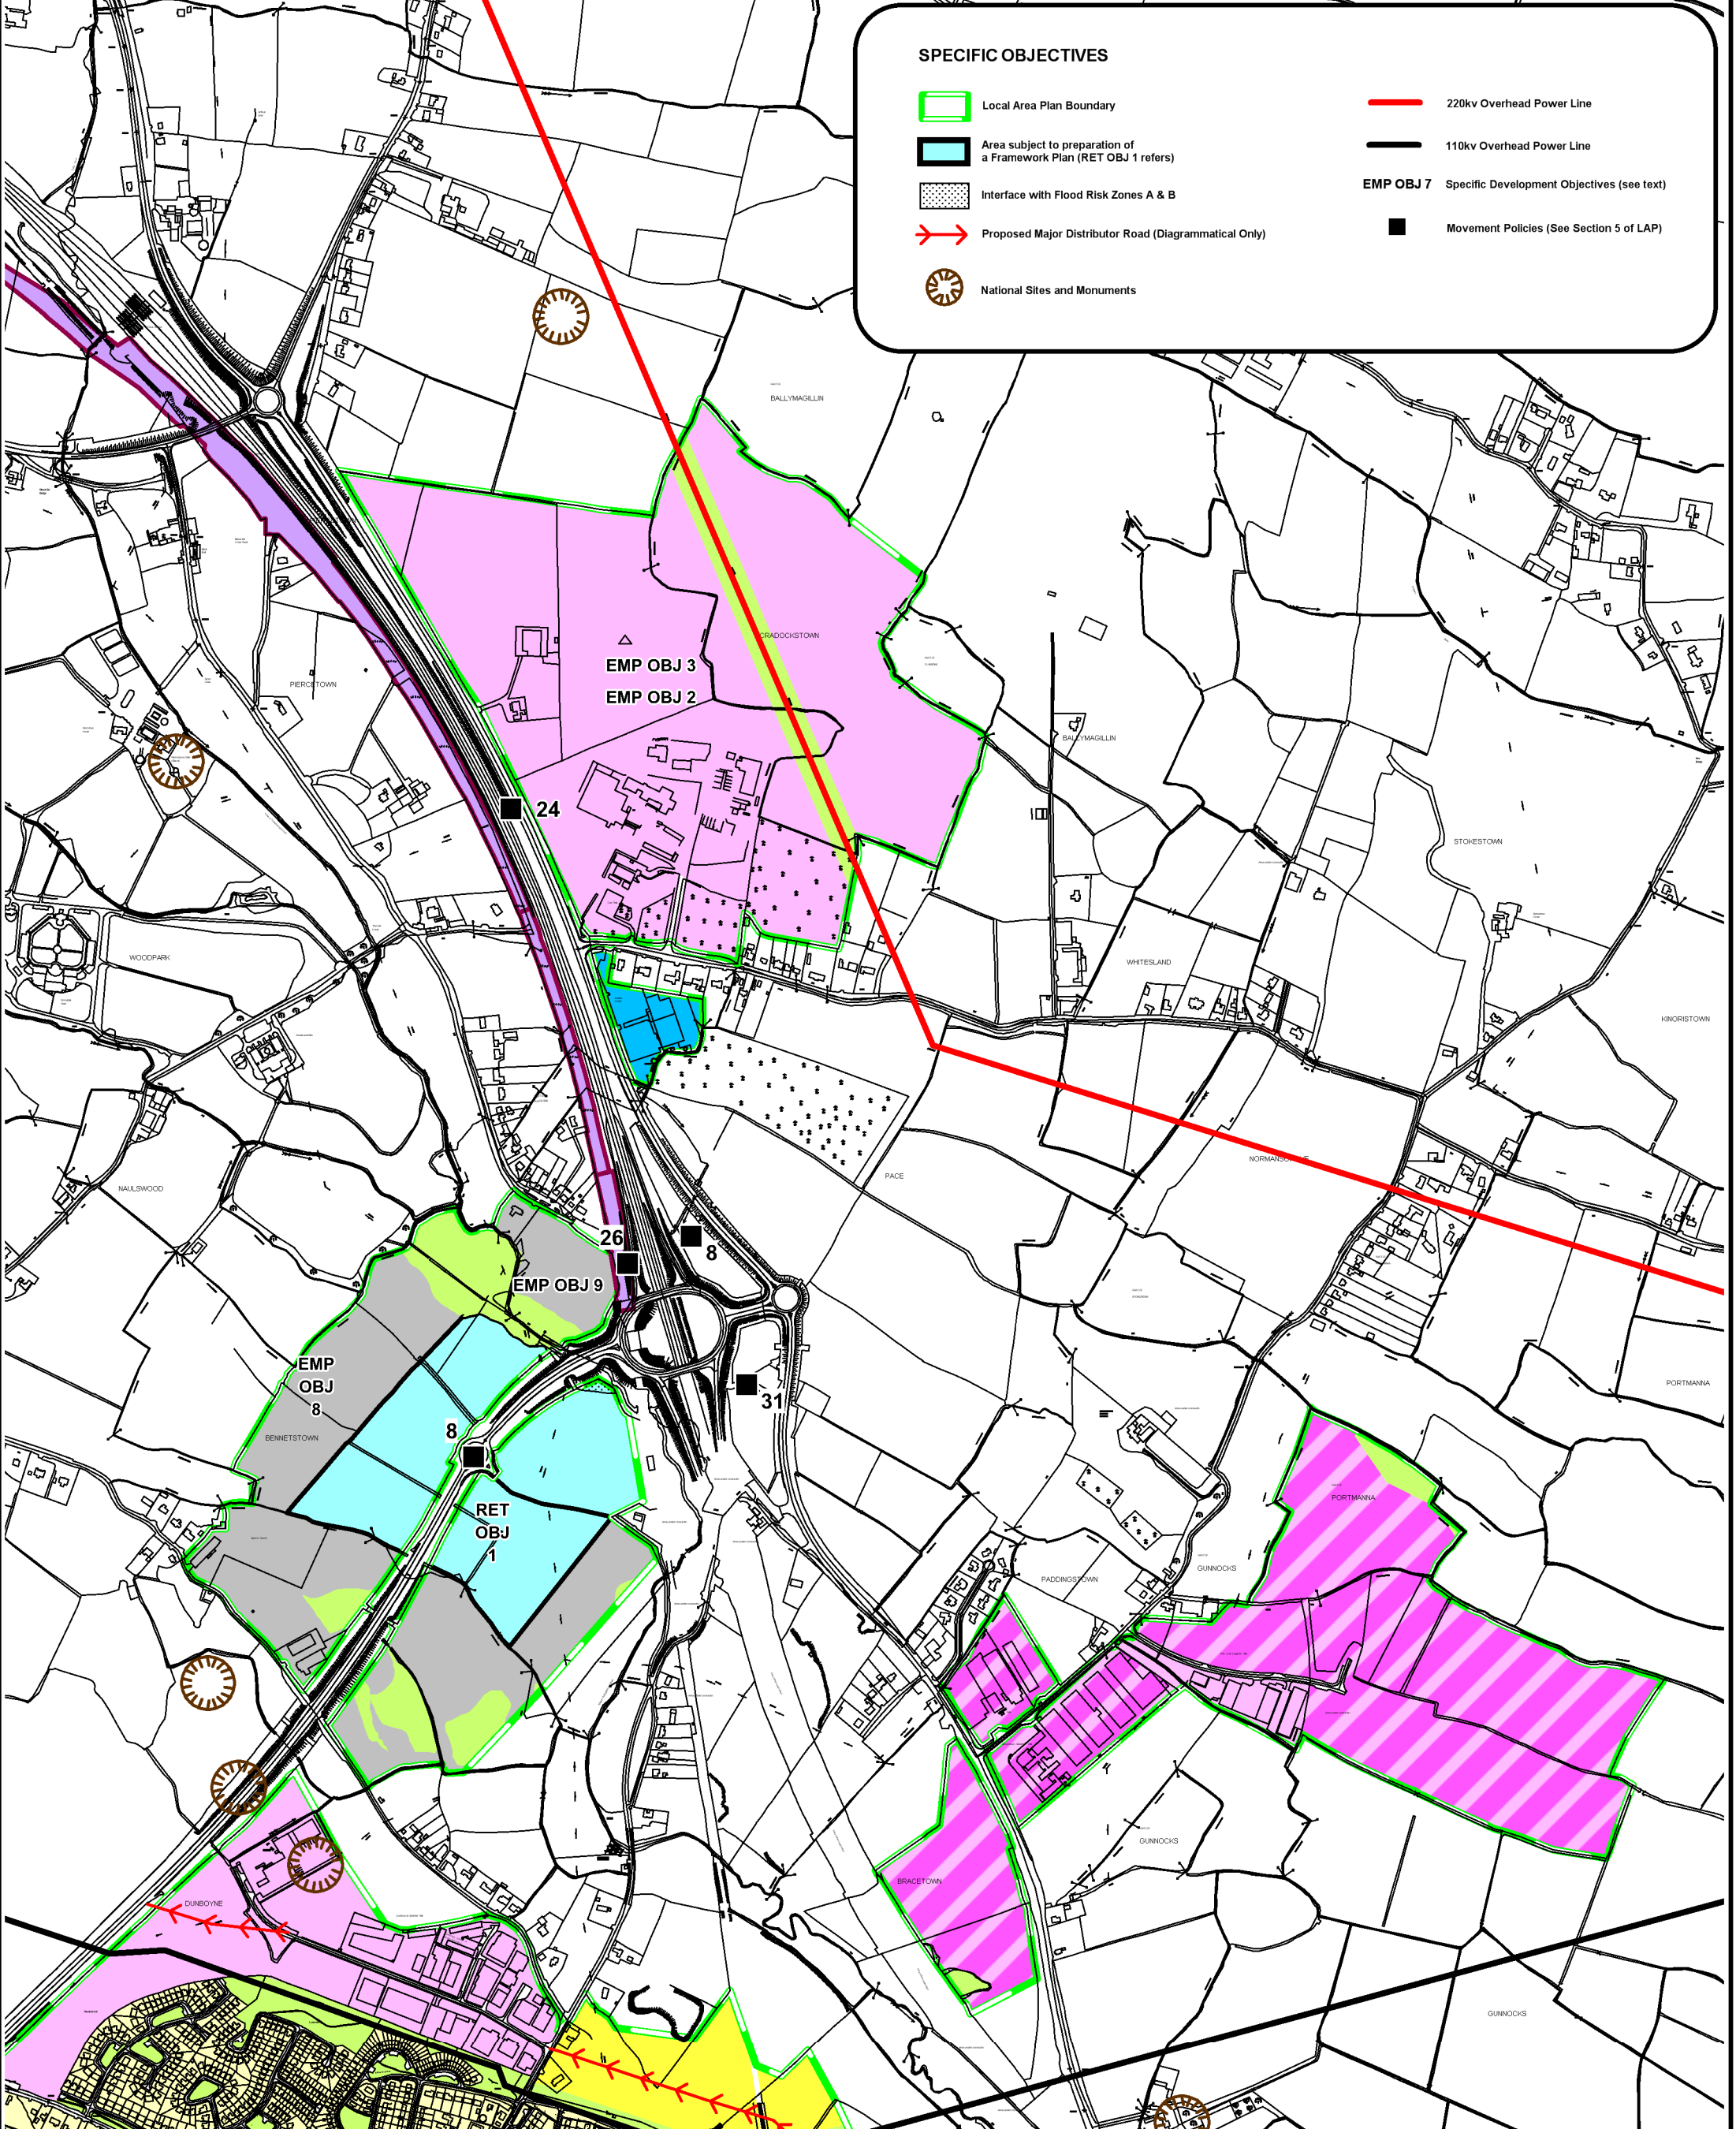 SPECIFIC OBJECTIVES
Local Area Plan Boundary
Area subject to preparation of
a Framework Plan (RET OBJ 1 refers)
Interface with Flood Risk Zones A & B
Proposed Major Distributor Road (Diagrammatical Only)
National Sites and Monuments
220kv Overhead Power Line
110kv Overhead Power Line
EMP OBJ 7 Specific Development Objectives (see text)
Movement Policies (See Section 5 of LAP)
BALLYMAGILLIN
CRADOCKSTOWN
EMP OBJ 3
EMP OBJ 2
PIERCETOWN
BALLYMAGILLIN
24
STOKESTOWN
WOODPARK
WHITESLAND
KINORISTOWN
NORMANSGROVE
PACE
NAULSWOOD
26
8
EMP OBJ 9
EMP
OBJ
8
31
PORTMANNA
BENNETSTOWN
8
RET
OBJ
1
PORTMANNA
PADDINGSTOWN
GUNNOCKS
GUNNOCKS
BRACETOWN
DUNBOYNE
GUNNOCKS